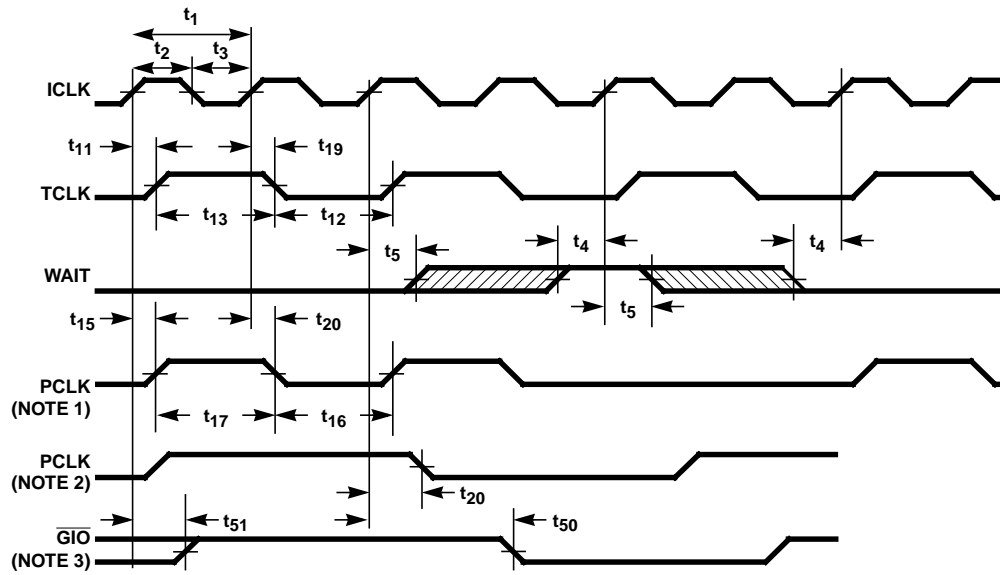 t1
t2 t3
ICLK
t11 t19
TCLK
t13 t12
t5 t4 t4
WAIT
t15 t20 t5
PCLK
(NOTE 1)
t17 t16
PCLK
(NOTE 2)
t20
t51 t50
GIO
(NOTE 3)